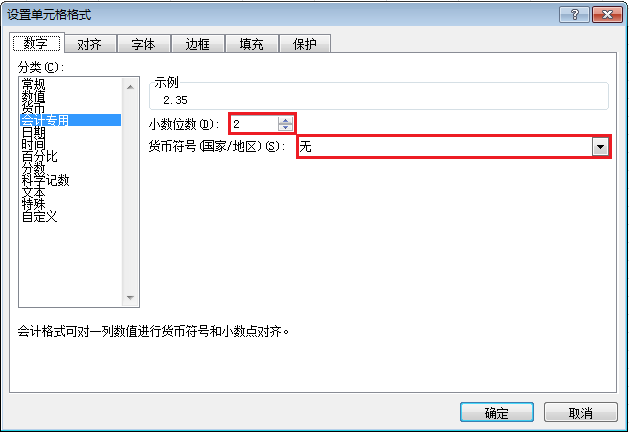 设置单元格格式
数字 对齐 字体 边框 填充 保护
分类(C):
常规
数值
货币
会计专用
日期
时间
百分比
分数
科学记数
文本
特殊
自定义
示例
2.35
小数位数(D): 2
货币符号(国家/地区)(S): 无
会计格式可对一列数值进行货币符号和小数点对齐。
确定 取消